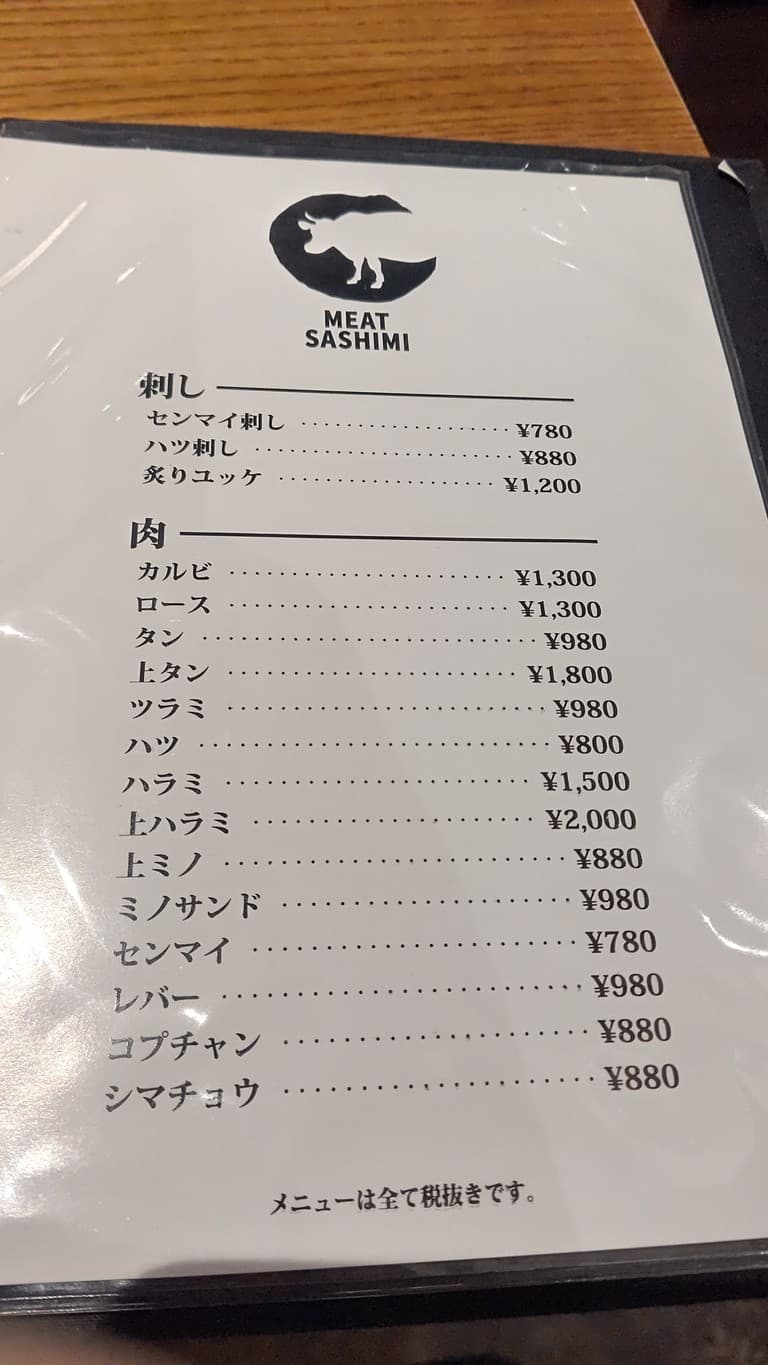 MEAT
SASHIMI
刺し
センマイ刺し ¥780
ハツ刺し ¥880
炙りユッケ ¥1,200
肉
カルビ ¥1,300
ロース ¥1,300
タン ¥980
上タン ¥1,800
ツラミ ¥980
ハツ ¥800
ハラミ ¥1,500
上ハラミ ¥2,000
上ミノ ¥880
ミノサンド ¥980
センマイ ¥780
レバー ¥980
コプチャン ¥880
シマチョウ ¥880
メニューは全て税抜きです。